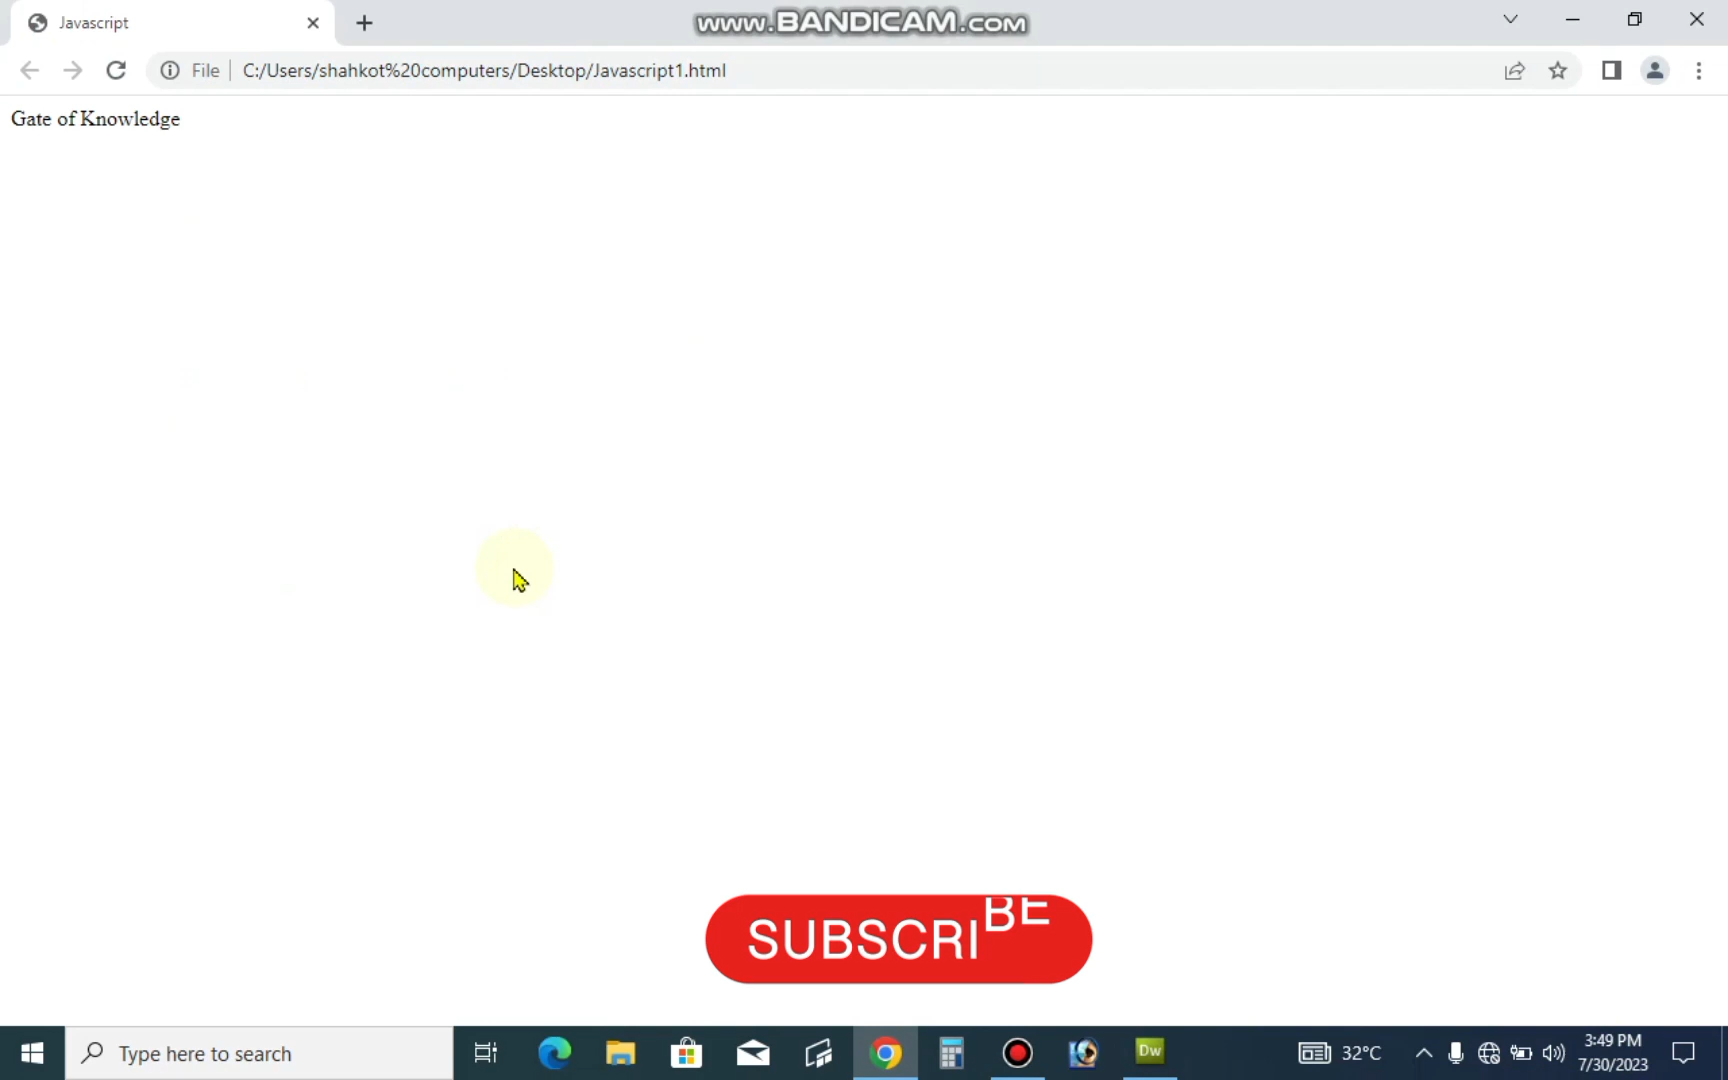 Javascript
www.BANDICAM.com
File
C:/Users/shahkot%20computers/Desktop/Javascript1.html
Gate of Knowledge
SUBSCRIBE
Type here to search
Dw
32°C
3:49 PM
7/30/2023